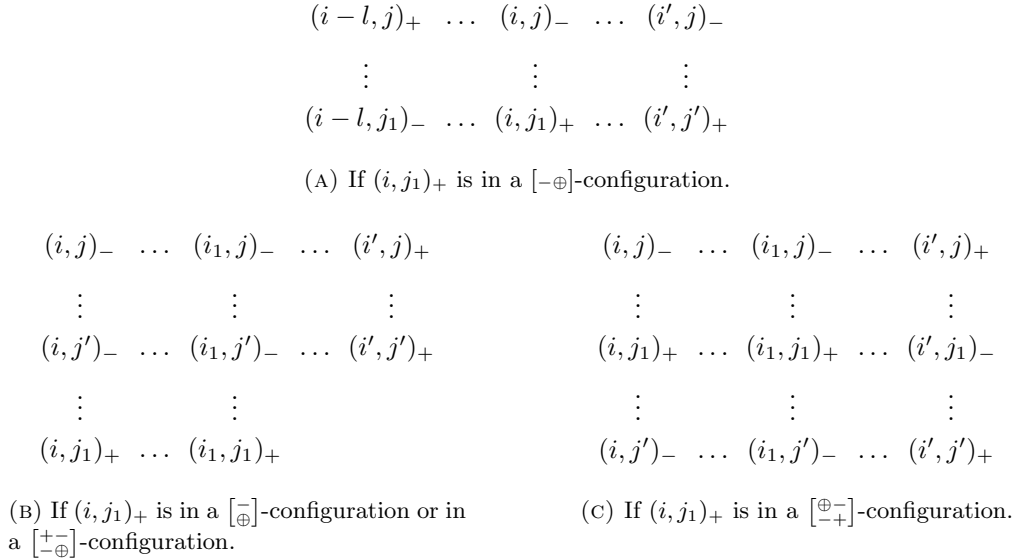 (i − l, j)₊ … (i, j)₋ … (i′, j)₋
⋮ ⋮ ⋮
(i − l, j₁)₋ … (i, j₁)₊ … (i′, j′)₊
(A) If (i, j₁)₊ is in a [−⊕]-configuration.
(i, j)₋ … (i₁, j)₋ … (i′, j)₊
⋮ ⋮ ⋮
(i, j′)₋ … (i₁, j′)₋ … (i′, j′)₊
⋮ ⋮
(i, j₁)₊ … (i₁, j₁)₊
(B) If (i, j₁)₊ is in a [−/⊕]-configuration or in
a [+−/−⊕]-configuration.
(i, j)₋ … (i₁, j)₋ … (i′, j)₊
⋮ ⋮ ⋮
(i, j₁)₊ … (i₁, j₁)₊ … (i′, j₁)₋
⋮ ⋮ ⋮
(i, j′)₋ … (i₁, j′)₋ … (i′, j′)₊
(C) If (i, j₁)₊ is in a [⊕−/−+]-configuration.